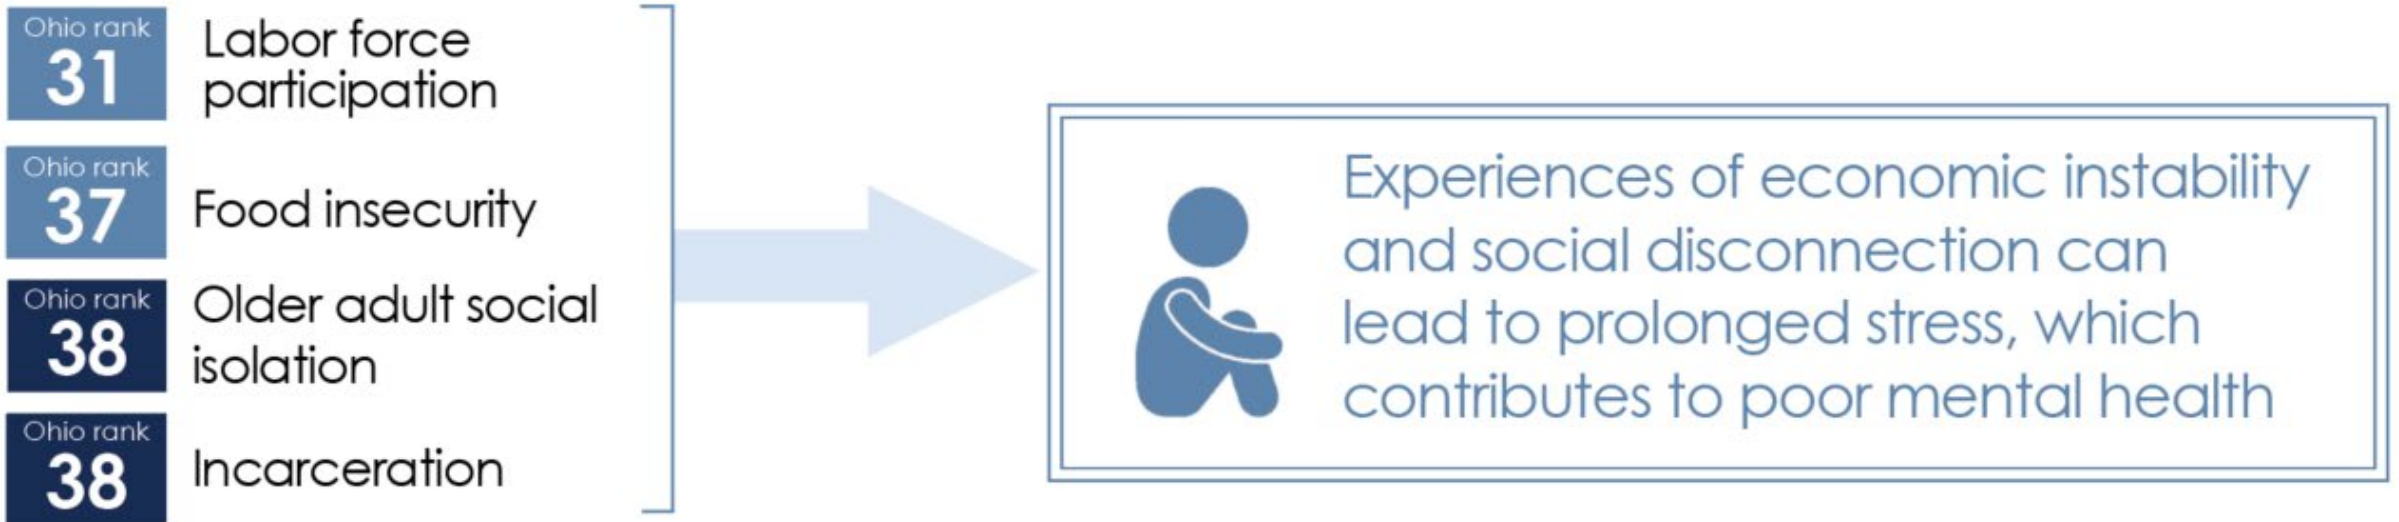 Ohio rank
31
Labor force
participation
Ohio rank
37
Food insecurity
Ohio rank
38
Older adult social
isolation
Ohio rank
38
Incarceration
Experiences of economic instability
and social disconnection can
lead to prolonged stress, which
contributes to poor mental health